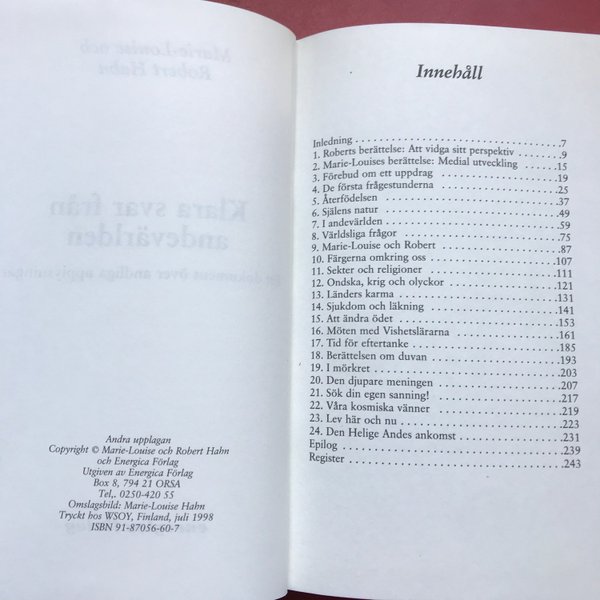 Marie-Louise och
Robert Hahn
Klara svar från
andevärlden
Ett dokument över andliga upplysningar
Andra upplagan
Copyright © Marie-Louise och Robert Hahn
och Energica Förlag
Utgiven av Energica Förlag
Box 8, 794 21 ORSA
Tel,. 0250-420 55
Omslagsbild: Marie-Louise Hahn
Tryckt hos WSOY, Finland, juli 1998
ISBN 91-87056-60-7
Innehåll
Inledning . . . . . . . . . . . . . . . . . . . . . . . . .7
1. Roberts berättelse: Att vidga sitt perspektiv . . . . . . .9
2. Marie-Louises berättelse: Medial utveckling . . . . . .15
3. Förebud om ett uppdrag . . . . . . . . . . . . . . . .19
4. De första frågestunderna . . . . . . . . . . . . . . . .25
5. Återfödelsen . . . . . . . . . . . . . . . . . . . . . .37
6. Själens natur . . . . . . . . . . . . . . . . . . . . . .49
7. I andevärlden . . . . . . . . . . . . . . . . . . . . . .59
8. Världsliga frågor . . . . . . . . . . . . . . . . . . . .75
9. Marie-Louise och Robert . . . . . . . . . . . . . . . .87
10. Färgerna omkring oss . . . . . . . . . . . . . . . . .107
11. Sekter och religioner . . . . . . . . . . . . . . . . .111
12. Ondska, krig och olyckor . . . . . . . . . . . . . . .121
13. Länders karma . . . . . . . . . . . . . . . . . . . .131
14. Sjukdom och läkning . . . . . . . . . . . . . . . . .141
15. Att ändra ödet . . . . . . . . . . . . . . . . . . . .153
16. Möten med Vishetslärarna . . . . . . . . . . . . . . .161
17. Tid för eftertanke . . . . . . . . . . . . . . . . . .185
18. Berättelsen om duvan . . . . . . . . . . . . . . . . .193
19. I mörkret . . . . . . . . . . . . . . . . . . . . . .203
20. Den djupare meningen . . . . . . . . . . . . . . . . .207
21. Sök din egen sanning! . . . . . . . . . . . . . . . .217
22. Våra kosmiska vänner . . . . . . . . . . . . . . . . .219
23. Lev här och nu . . . . . . . . . . . . . . . . . . . .223
24. Den Helige Andes ankomst . . . . . . . . . . . . . . .231
Epilog . . . . . . . . . . . . . . . . . . . . . . . . .239
Register . . . . . . . . . . . . . . . . . . . . . . . .243